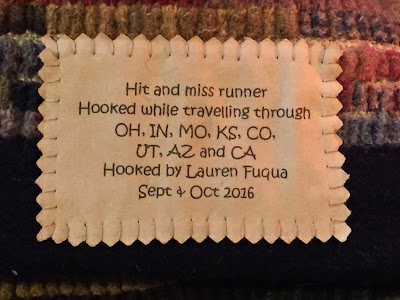 Hit and miss runner
Hooked while travelling through
OH, IN, MO, KS, CO,
UT, AZ and CA
Hooked by Lauren Fuqua
Sept & Oct 2016